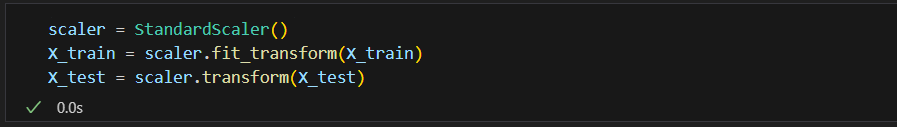 scaler = StandardScaler()
X_train = scaler.fit_transform(X_train)
X_test = scaler.transform(X_test)
0.0s